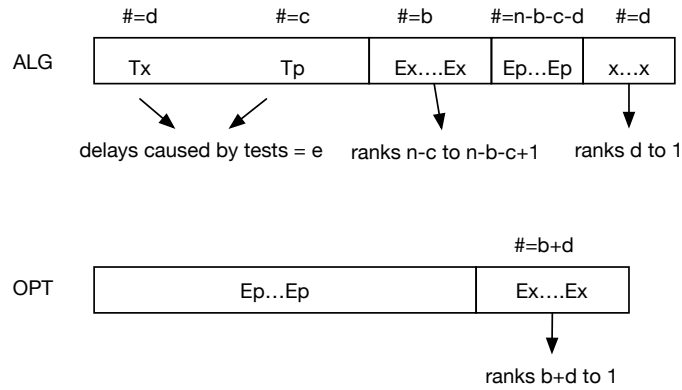 #=d #=c #=b #=n-b-c-d #=d
ALG Tx Tp Ex....Ex Ep...Ep x...x
delays caused by tests = e ranks n-c to n-b-c+1 ranks d to 1
#=b+d
OPT Ep...Ep Ex....Ex
ranks b+d to 1